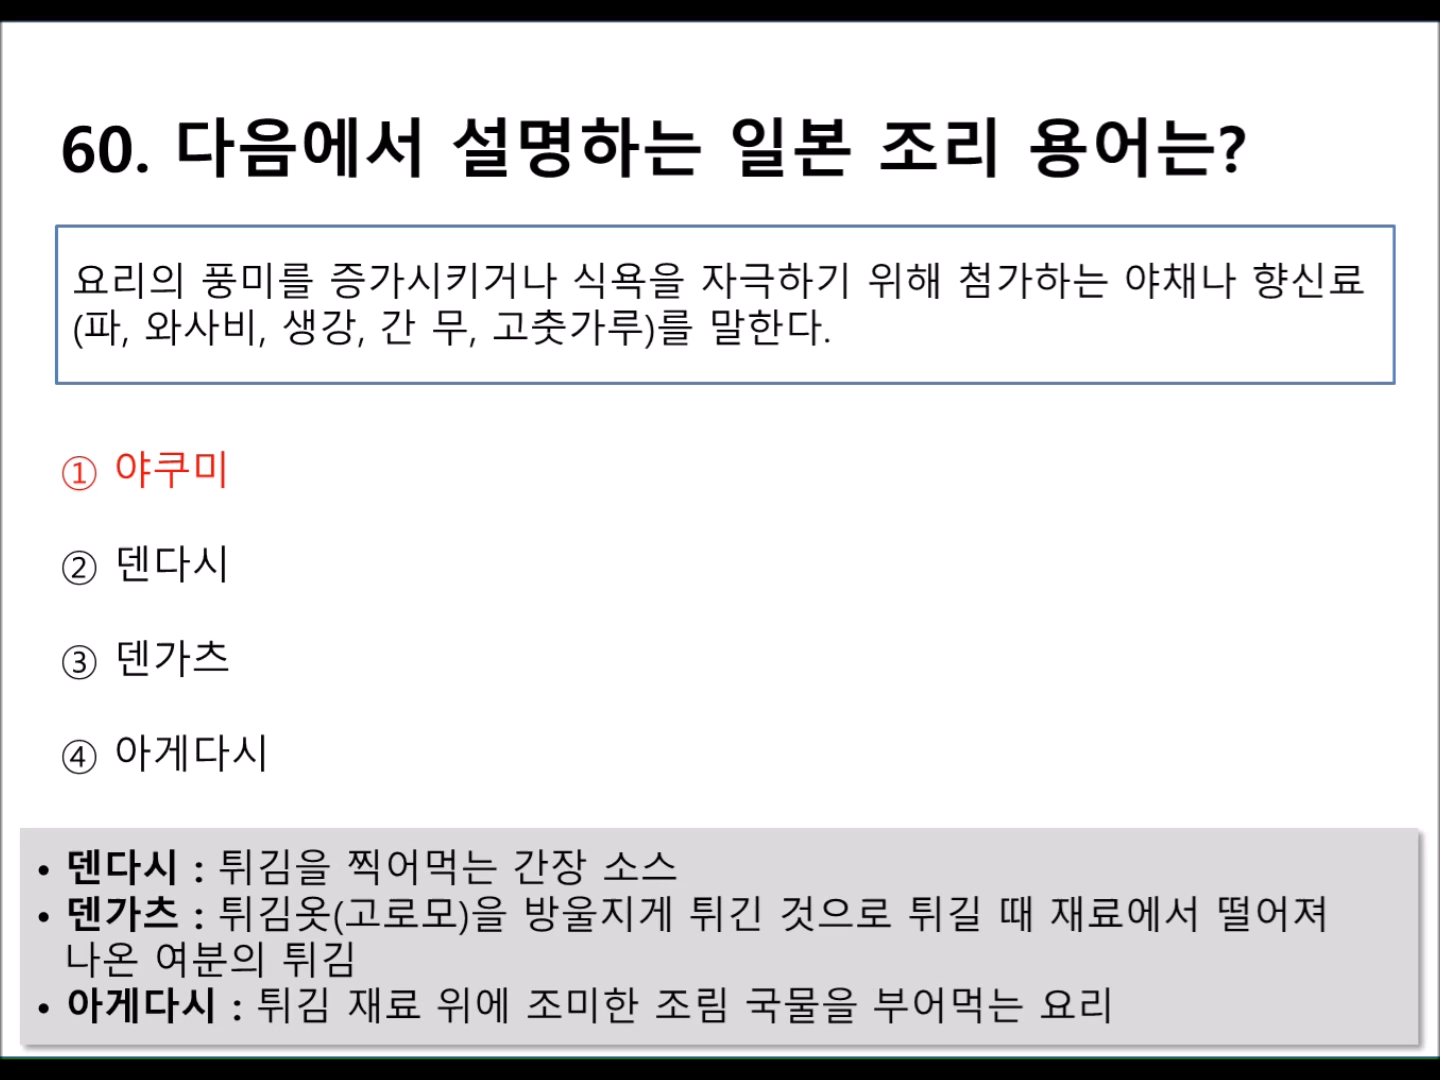 60. 다음에서 설명하는 일본 조리 용어는?
요리의 풍미를 증가시키거나 식욕을 자극하기 위해 첨가하는 야채나 향신료
(파, 와사비, 생강, 간 무, 고춧가루)를 말한다.
① 야쿠미
② 덴다시
③ 덴가츠
④ 아게다시
• 덴다시 : 튀김을 찍어먹는 간장 소스
• 덴가츠 : 튀김옷(고로모)을 방울지게 튀긴 것으로 튀길 때 재료에서 떨어져
나온 여분의 튀김
• 아게다시 : 튀김 재료 위에 조미한 조림 국물을 부어먹는 요리